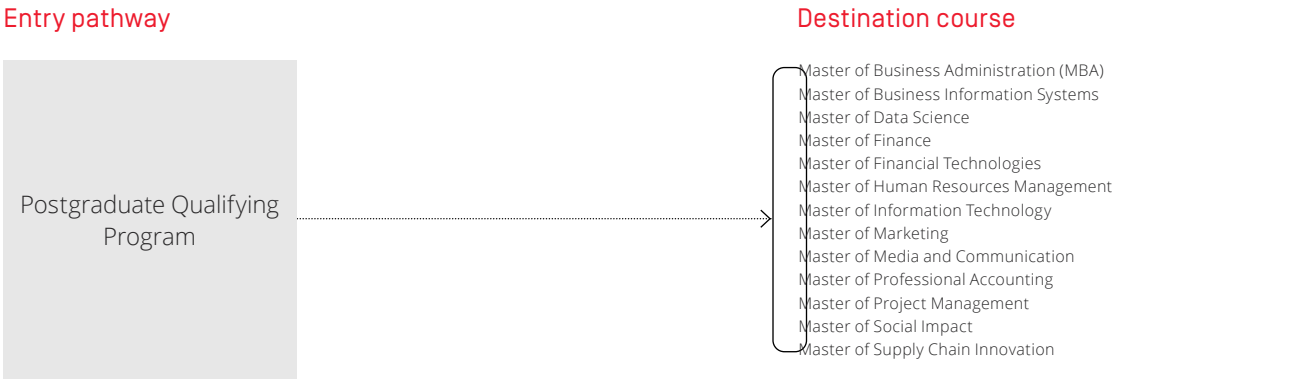 Entry pathway
Destination course
Postgraduate Qualifying
Program
Master of Business Administration (MBA)
Master of Business Information Systems
Master of Data Science
Master of Finance
Master of Financial Technologies
Master of Human Resources Management
Master of Information Technology
Master of Marketing
Master of Media and Communication
Master of Professional Accounting
Master of Project Management
Master of Social Impact
Master of Supply Chain Innovation